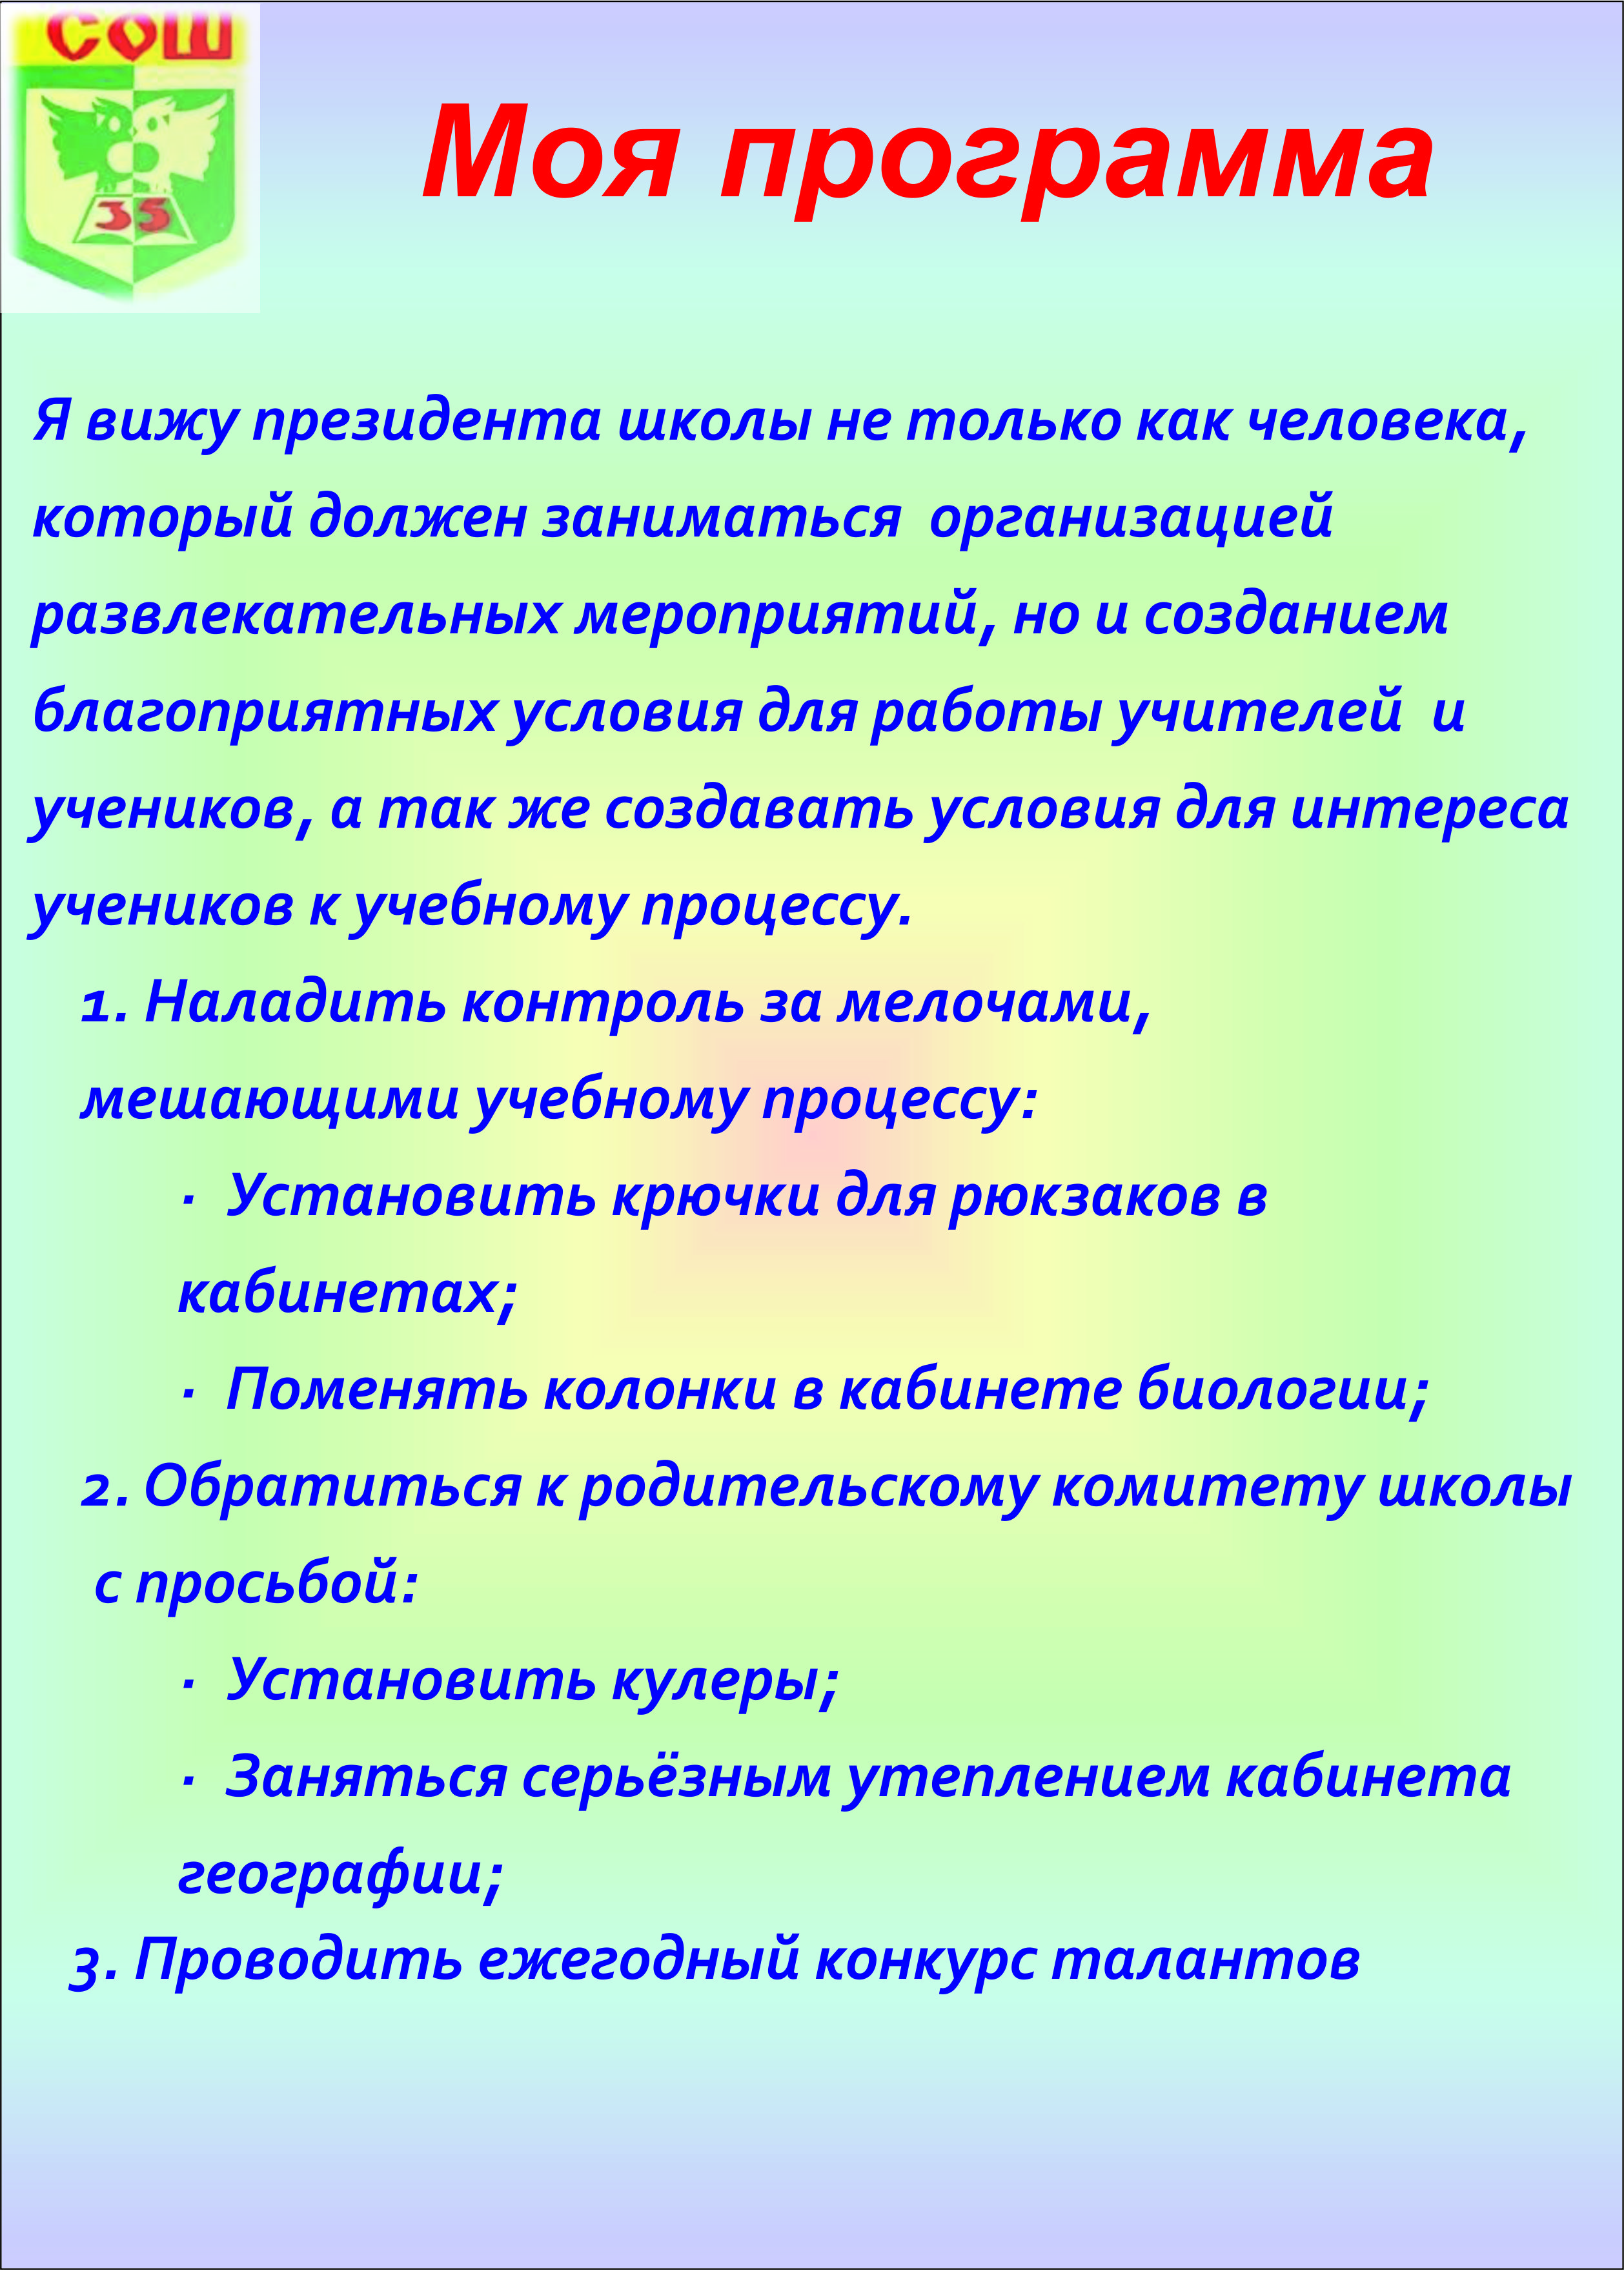 СОШ
35
Моя программа
Я вижу президента школы не только как человека,
который должен заниматься организацией
развлекательных мероприятий, но и созданием
благоприятных условия для работы учителей и
учеников, а так же создавать условия для интереса
учеников к учебному процессу.
1. Наладить контроль за мелочами,
мешающими учебному процессу:
· Установить крючки для рюкзаков в
кабинетах;
· Поменять колонки в кабинете биологии;
2. Обратиться к родительскому комитету школы
с просьбой:
· Установить кулеры;
· Заняться серьёзным утеплением кабинета
географии;
3. Проводить ежегодный конкурс талантов